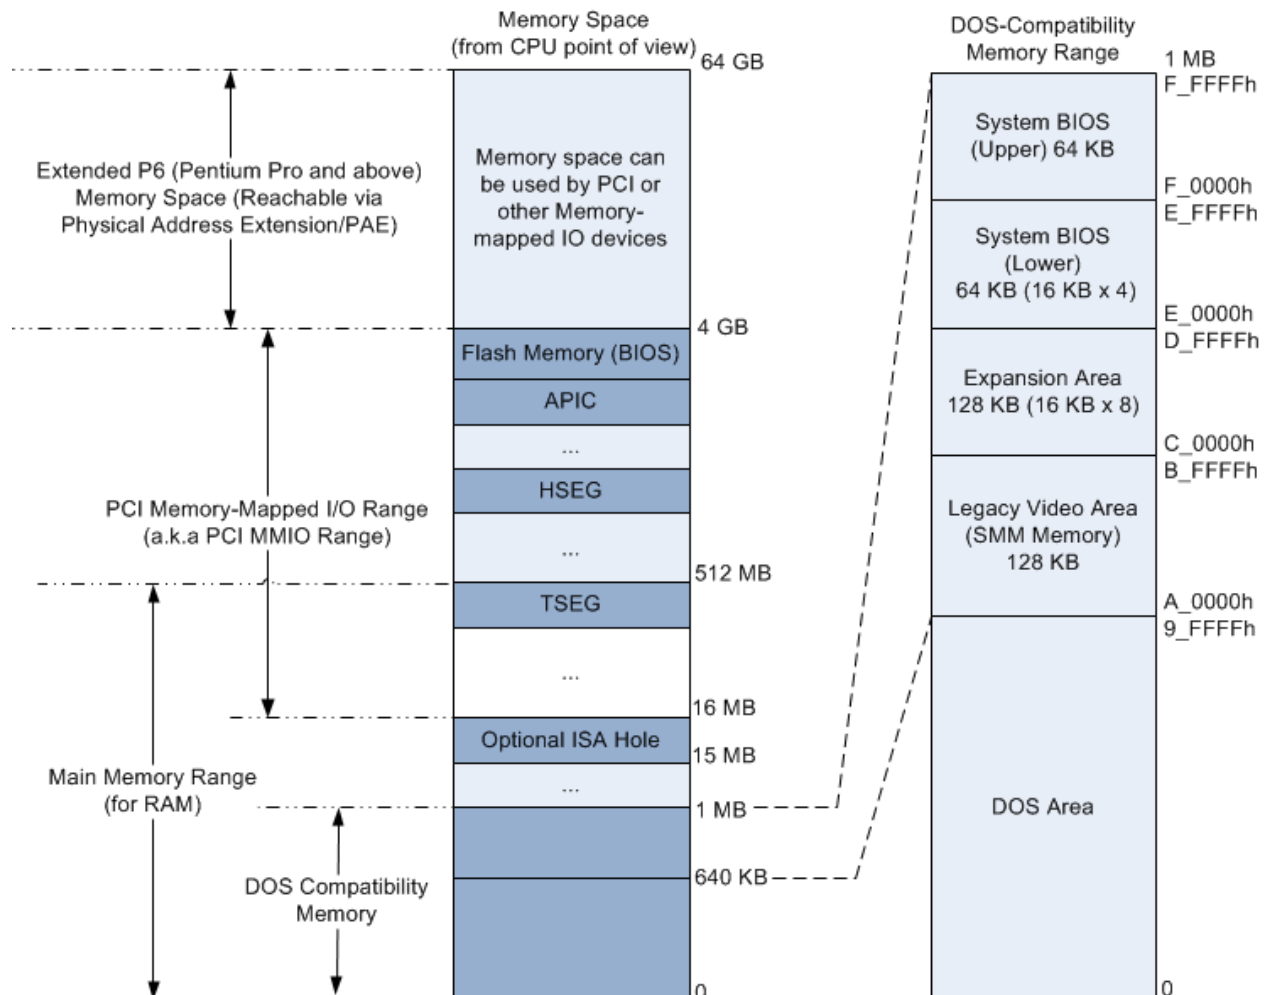 Memory Space
(from CPU point of view)
64 GB
Extended P6 (Pentium Pro and above)
Memory Space (Reachable via
Physical Address Extension/PAE)
Memory space can
be used by PCI or
other Memory-
mapped IO devices
4 GB
Flash Memory (BIOS)
APIC
...
HSEG
...
PCI Memory-Mapped I/O Range
(a.k.a PCI MMIO Range)
512 MB
TSEG
...
16 MB
Optional ISA Hole
15 MB
...
Main Memory Range
(for RAM)
1 MB
640 KB
DOS Compatibility
Memory
0
DOS-Compatibility
Memory Range
1 MB
F_FFFFh
System BIOS
(Upper) 64 KB
F_0000h
E_FFFFh
System BIOS
(Lower)
64 KB (16 KB x 4)
E_0000h
D_FFFFh
Expansion Area
128 KB (16 KB x 8)
C_0000h
B_FFFFh
Legacy Video Area
(SMM Memory)
128 KB
A_0000h
9_FFFFh
DOS Area
0